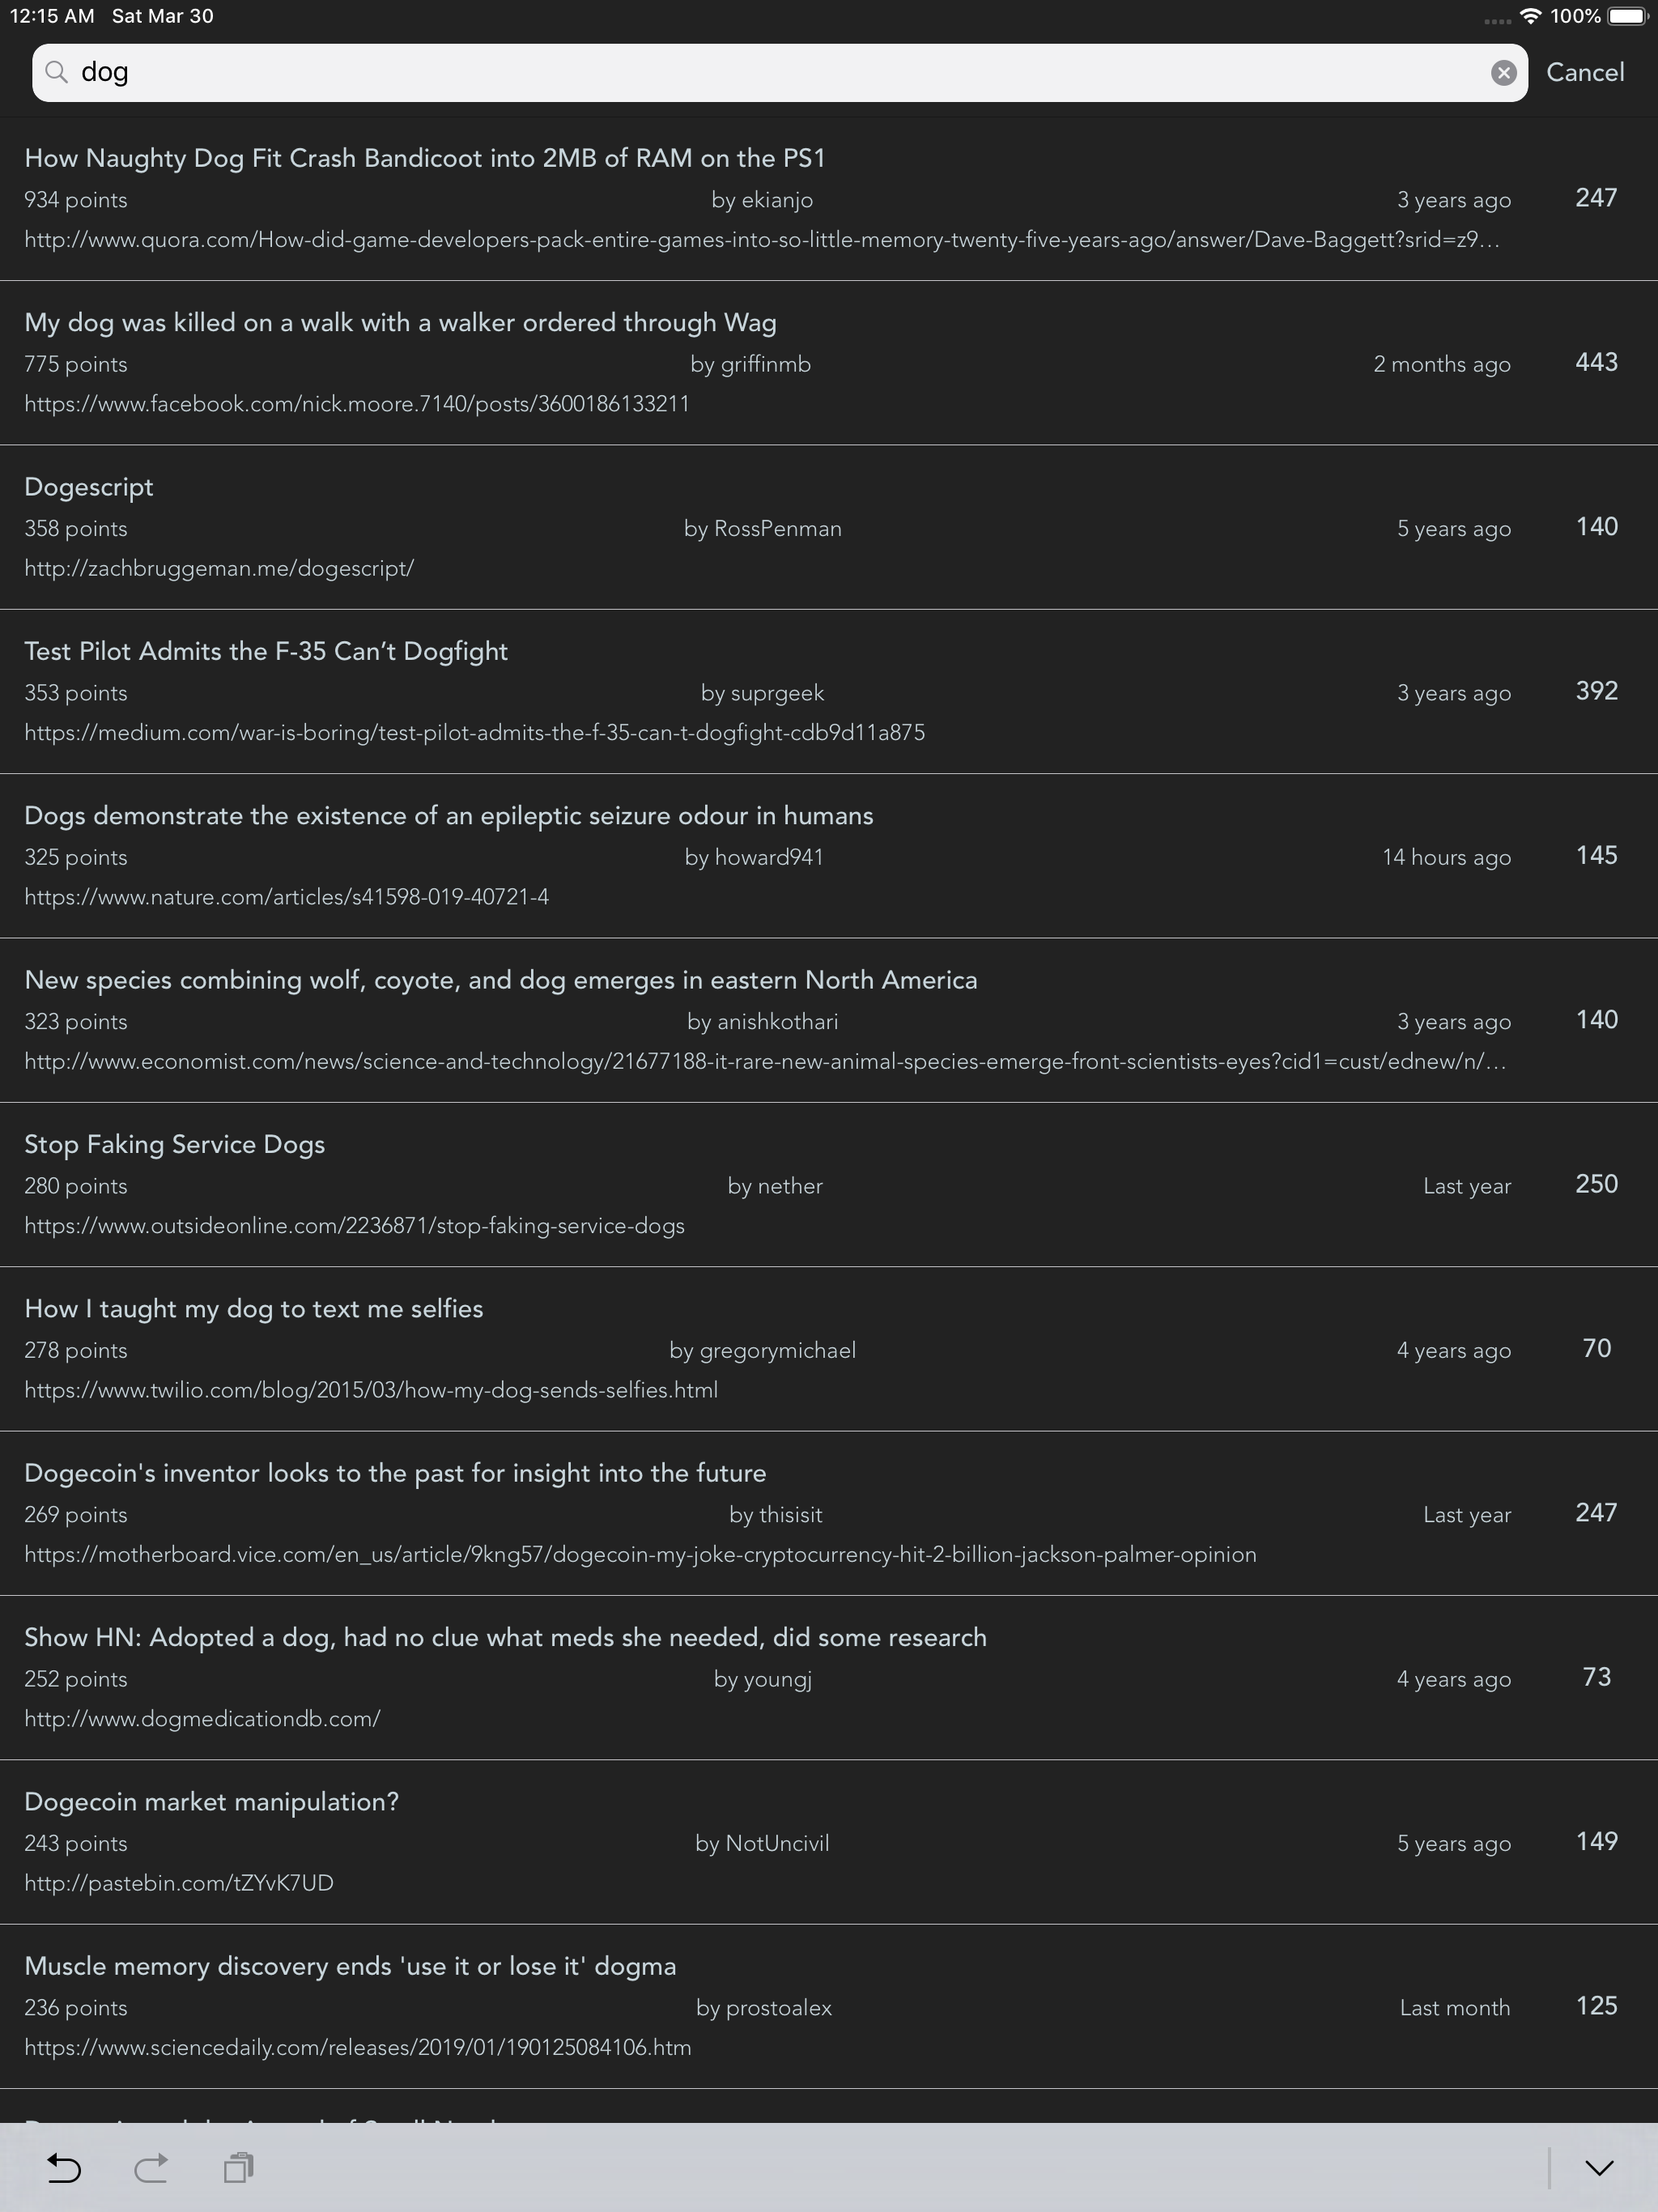 12:15 AM Sat Mar 30 100%
dog Cancel
How Naughty Dog Fit Crash Bandicoot into 2MB of RAM on the PS1
934 points by ekianjo 3 years ago 247
http://www.quora.com/How-did-game-developers-pack-entire-games-into-so-little-memory-twenty-five-years-ago/answer/Dave-Baggett?srid=z9…
My dog was killed on a walk with a walker ordered through Wag
775 points by griffinmb 2 months ago 443
https://www.facebook.com/nick.moore.7140/posts/3600186133211
Dogescript
358 points by RossPenman 5 years ago 140
http://zachbruggeman.me/dogescript/
Test Pilot Admits the F-35 Can’t Dogfight
353 points by suprgeek 3 years ago 392
https://medium.com/war-is-boring/test-pilot-admits-the-f-35-can-t-dogfight-cdb9d11a875
Dogs demonstrate the existence of an epileptic seizure odour in humans
325 points by howard941 14 hours ago 145
https://www.nature.com/articles/s41598-019-40721-4
New species combining wolf, coyote, and dog emerges in eastern North America
323 points by anishkothari 3 years ago 140
http://www.economist.com/news/science-and-technology/21677188-it-rare-new-animal-species-emerge-front-scientists-eyes?cid1=cust/ednew/n/…
Stop Faking Service Dogs
280 points by nether Last year 250
https://www.outsideonline.com/2236871/stop-faking-service-dogs
How I taught my dog to text me selfies
278 points by gregorymichael 4 years ago 70
https://www.twilio.com/blog/2015/03/how-my-dog-sends-selfies.html
Dogecoin's inventor looks to the past for insight into the future
269 points by thisisit Last year 247
https://motherboard.vice.com/en_us/article/9kng57/dogecoin-my-joke-cryptocurrency-hit-2-billion-jackson-palmer-opinion
Show HN: Adopted a dog, had no clue what meds she needed, did some research
252 points by youngj 4 years ago 73
http://www.dogmedicationdb.com/
Dogecoin market manipulation?
243 points by NotUncivil 5 years ago 149
http://pastebin.com/tZYvK7UD
Muscle memory discovery ends 'use it or lose it' dogma
236 points by prostoalex Last month 125
https://www.sciencedaily.com/releases/2019/01/190125084106.htm